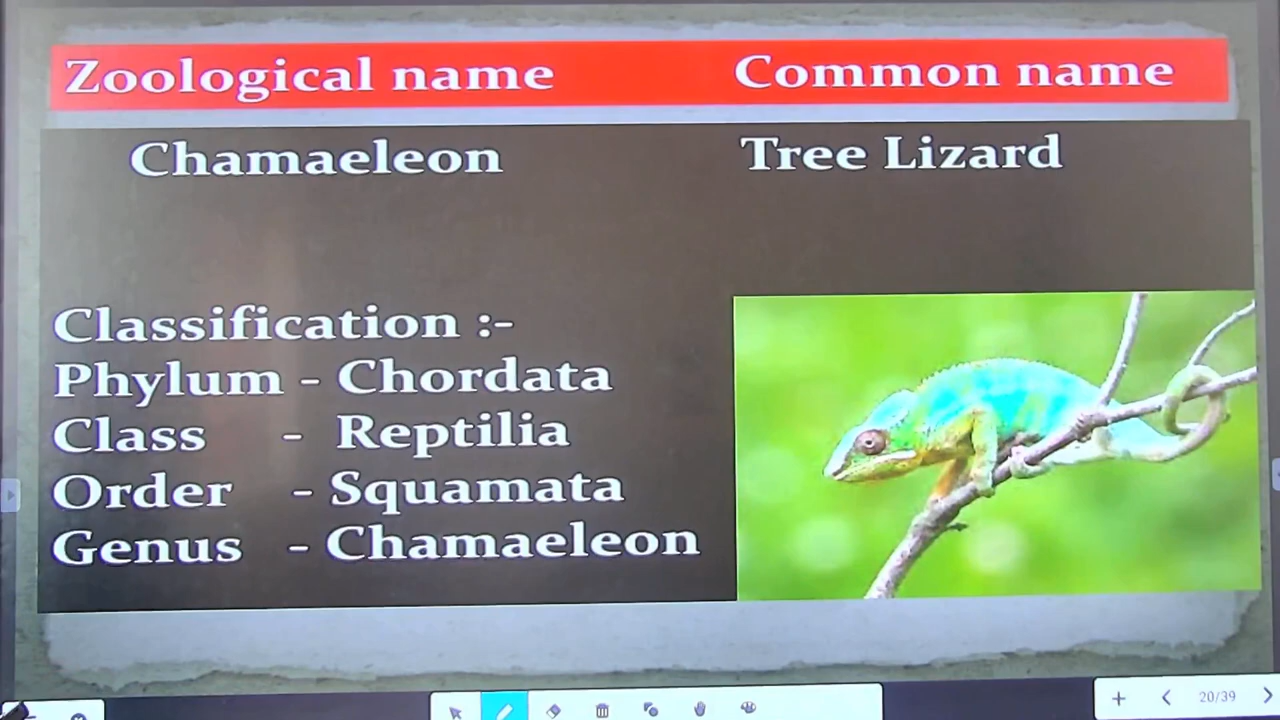 Zoological name Common name
Chamaeleon Tree Lizard
Classification :-
Phylum - Chordata
Class - Reptilia
Order - Squamata
Genus - Chamaeleon
20/39